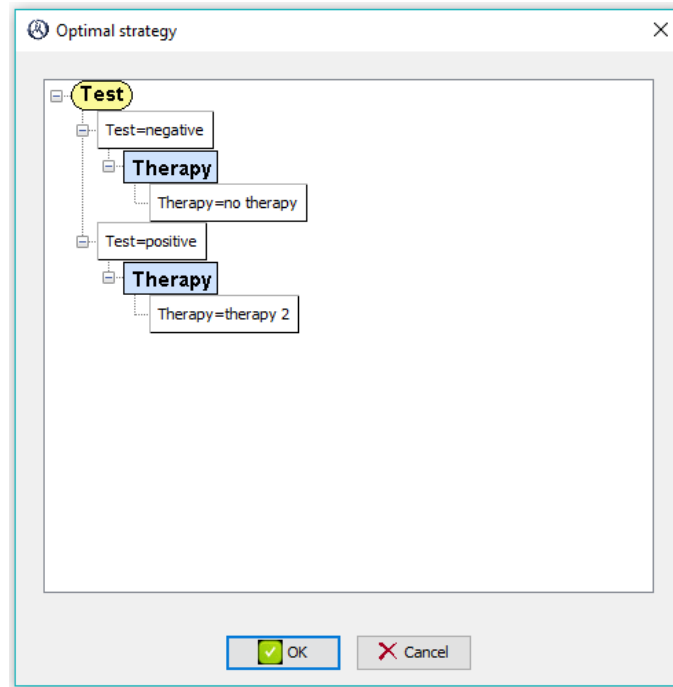 Optimal strategy
Test
Test=negative
Therapy
Therapy=no therapy
Test=positive
Therapy
Therapy=therapy 2
OK
Cancel